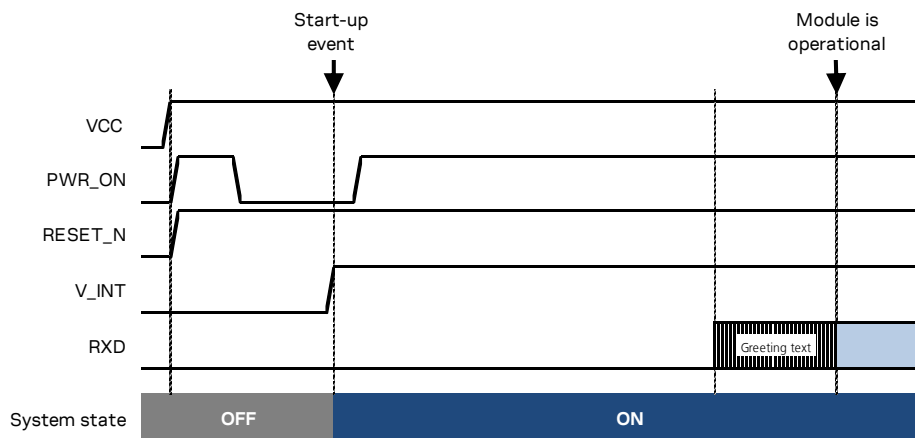 Start-up
event
Module is
operational
VCC
PWR_ON
RESET_N
V_INT
RXD
Greeting text
System state
OFF
ON